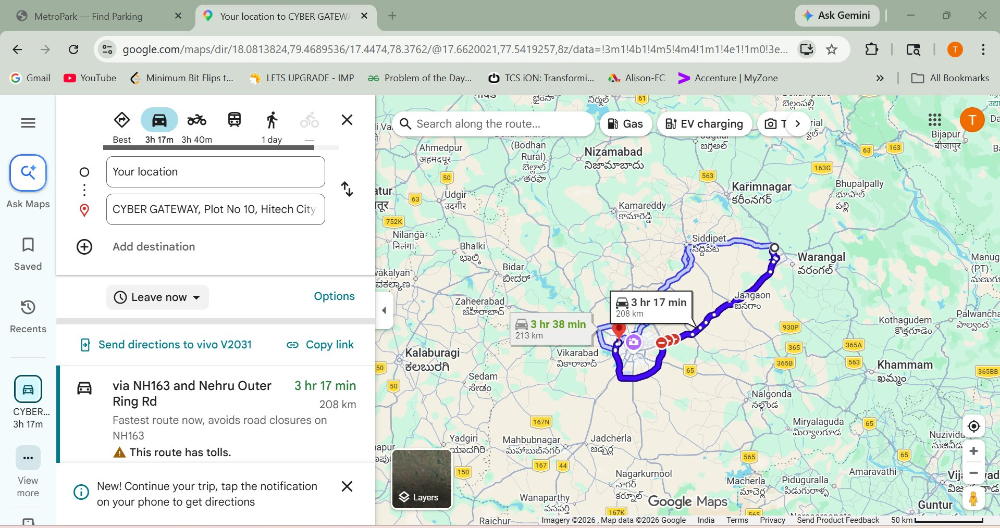 MetroPark — Find Parking
Your location to CYBER GATEWA
Ask Gemini
google.com/maps/dir/18.0813824,79.4689536/17.4474,78.3762/@17.6620021,77.5419257,8z/data=!3m1!4b1!4m5!4m4!1m1!4e1!1m0!3e...
T
Gmail
YouTube
Minimum Bit Flips t...
LETS UPGRADE - IMP
Problem of the Day...
TCS iON: Transformi...
Alison-FC
Accenture | MyZone
All Bookmarks
Ask Maps
Saved
Recents
CYBER...
3h 17m
View
more
Best
3h 17m
3h 40m
1 day
—
Your location
CYBER GATEWAY, Plot No 10, Hitech City
Add destination
Leave now
Options
Send directions to vivo V2031
Copy link
via NH163 and Nehru Outer
Ring Rd
3 hr 17 min
208 km
Fastest route now, avoids road closures on
NH163
This route has tolls.
New! Continue your trip, tap the notification
on your phone to get directions
Search along the route...
Gas
EV charging
T
నిర్మల్
61
Bijapur
बीजापुर
Ahmedpur
अहमदपूर
(Bodhan
Rural)
బెల్లాల్
తరఫా
Nizamabad
నిజామాబాదు
జగ్తిఅల్
63
163
163G
50
563
Karimnagar
కరీంనగర్
Bhupalpally
భూపాల్
పల్లి
Udgir
उदगीर
63
Kamareddy
కామారెడ్డి
752K
Nilanga
निलंगा
Bhalki
ಭಾಲ್ಕಿ
Siddipet
సిద్దిపేట
Warangal
వరంగల్
Bidar
ಬೀದರ್
Zaheerabad
జహీరాబాద్
3 hr 17 min
208 km
Jangaon
జనగాం
3 hr 38 min
213 km
930P
Kothagudem
కొత్తగూడెం
365
365A
Vikarabad
వికారాబాద్
Kalaburagi
ಕಲಬುರಗಿ
50
65
365B
563
Khammam
ఖమ్మం
365BB
Sedam
ಸೇಡಂ
50
Nalgonda
నల్గొండ
167N
Miryalaguda
మిర్యాలగూడ
65
Yadgiri
ಯಾದಗಿರಿ
Mahbubnagar
మహాబుబ్‌నగర్
Jadcherla
జడ్చర్ల
565
65
150
167
44
Nagarkurnool
నాగర్
కర్నూల్
Macherla
మాచెర్ల
Piduguralla
పిడుగురాళ్ళ
Amaravathi
Wanaparthy
వనపర్తి
Guntur
167K
565
Raichur
Layers
Google Maps
Imagery ©2026 , Map data ©2026 Google
India
Terms
Privacy
Send Product Feedback
50 km